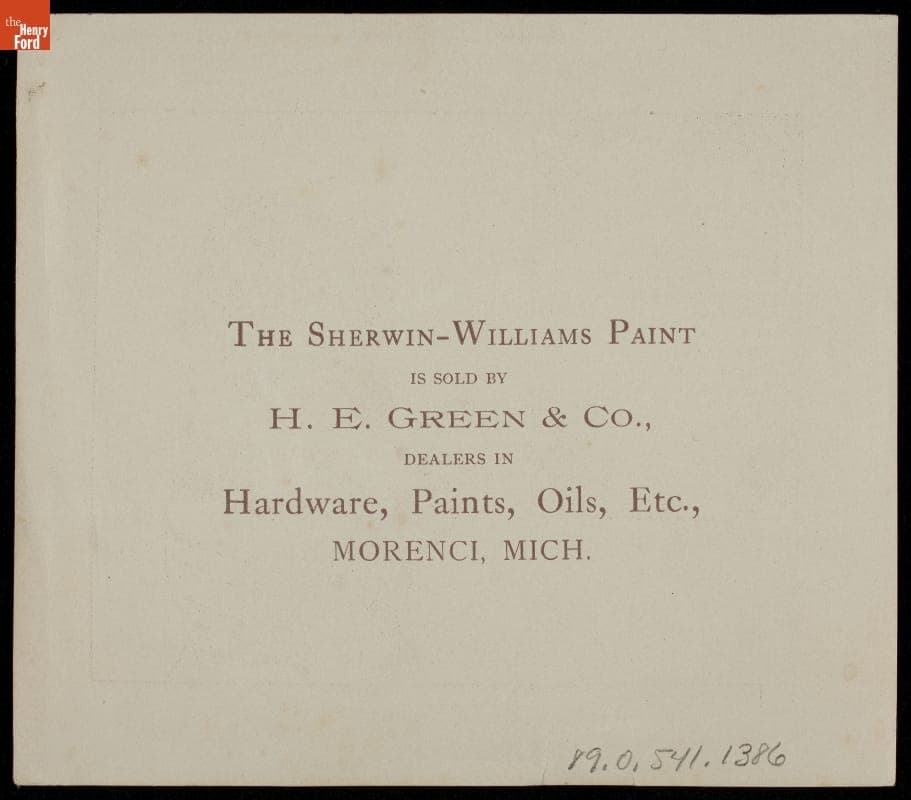 the
Henry
Ford
THE SHERWIN-WILLIAMS PAINT
IS SOLD BY
H. E. GREEN & CO.,
DEALERS IN
Hardware, Paints, Oils, Etc.,
MORENCI, MICH.
89.0.541.1386